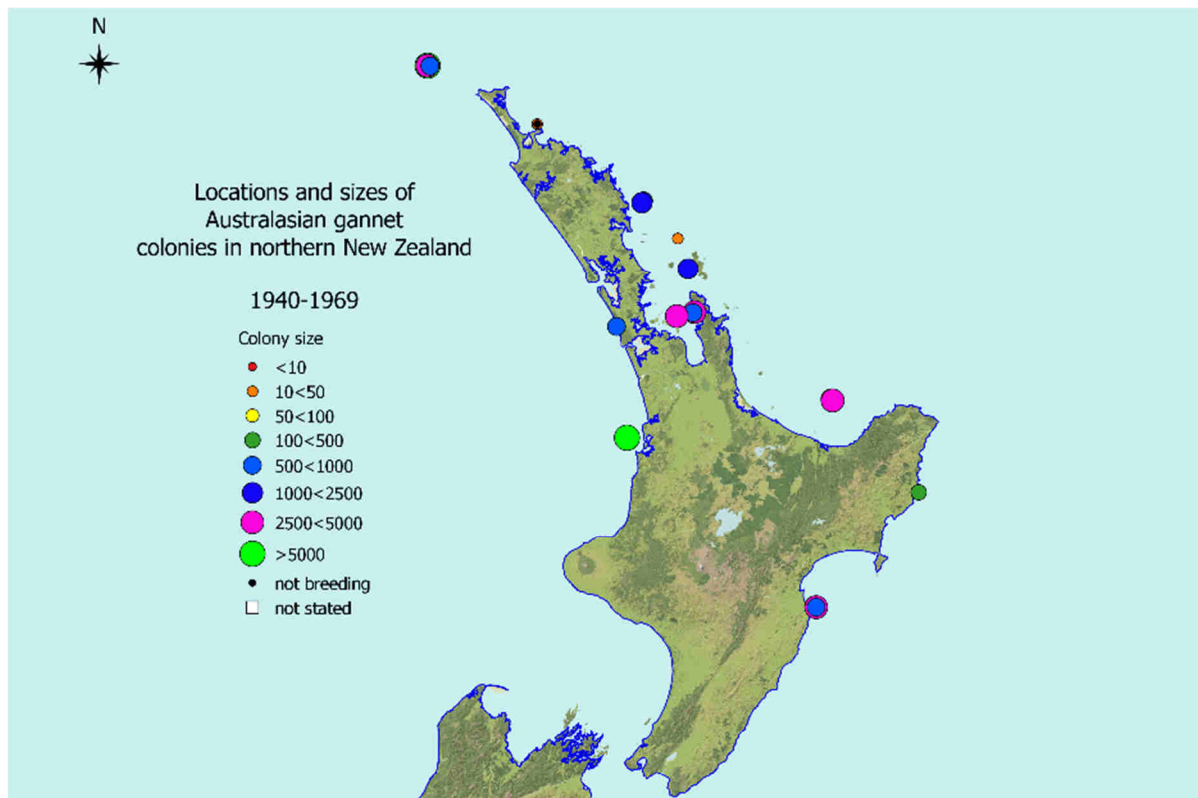 N
Locations and sizes of
Australasian gannet
colonies in northern New Zealand
1940-1969
Colony size
<10
10<50
50<100
100<500
500<1000
1000<2500
2500<5000
>5000
not breeding
not stated